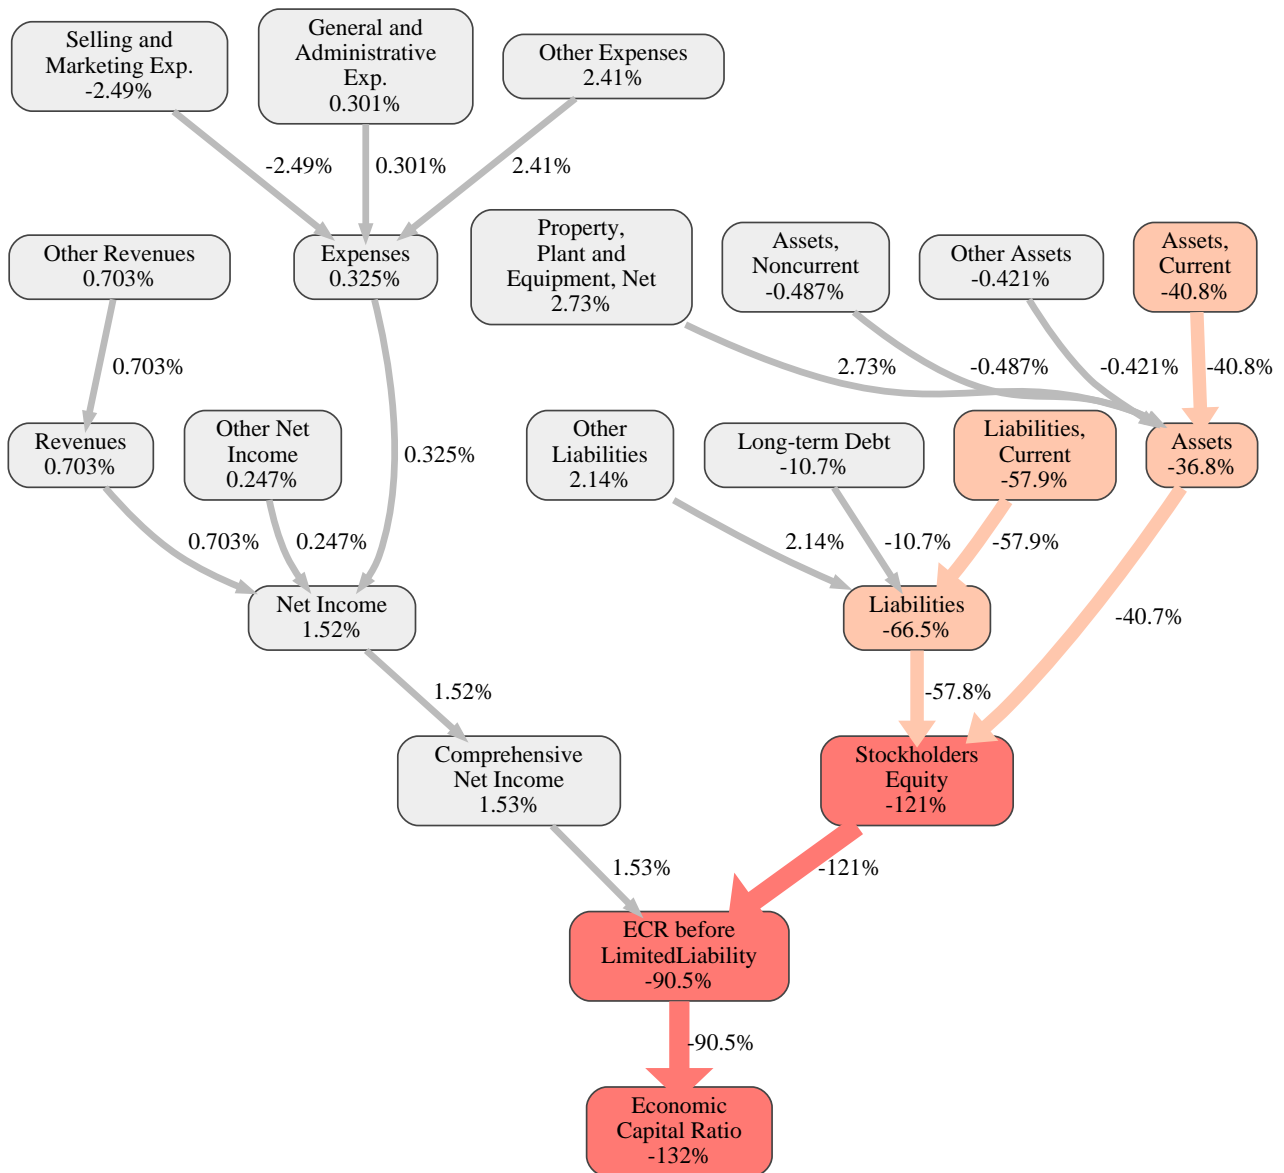 Selling and
Marketing Exp.
-2.49%
General and
Administrative
Exp.
0.301%
Other Expenses
2.41%
-2.49%
0.301%
2.41%
Other Revenues
0.703%
Expenses
0.325%
Property,
Plant and
Equipment, Net
2.73%
Assets,
Noncurrent
-0.487%
Other Assets
-0.421%
Assets,
Current
-40.8%
0.703%
2.73%
-0.487%
-0.421%
-40.8%
Revenues
0.703%
Other Net
Income
0.247%
0.325%
Other
Liabilities
2.14%
Long-term Debt
-10.7%
Liabilities,
Current
-57.9%
Assets
-36.8%
0.703%
0.247%
2.14%
-10.7%
-57.9%
Net Income
1.52%
Liabilities
-66.5%
-40.7%
1.52%
-57.8%
Comprehensive
Net Income
1.53%
Stockholders
Equity
-121%
1.53%
-121%
ECR before
LimitedLiability
-90.5%
-90.5%
Economic
Capital Ratio
-132%